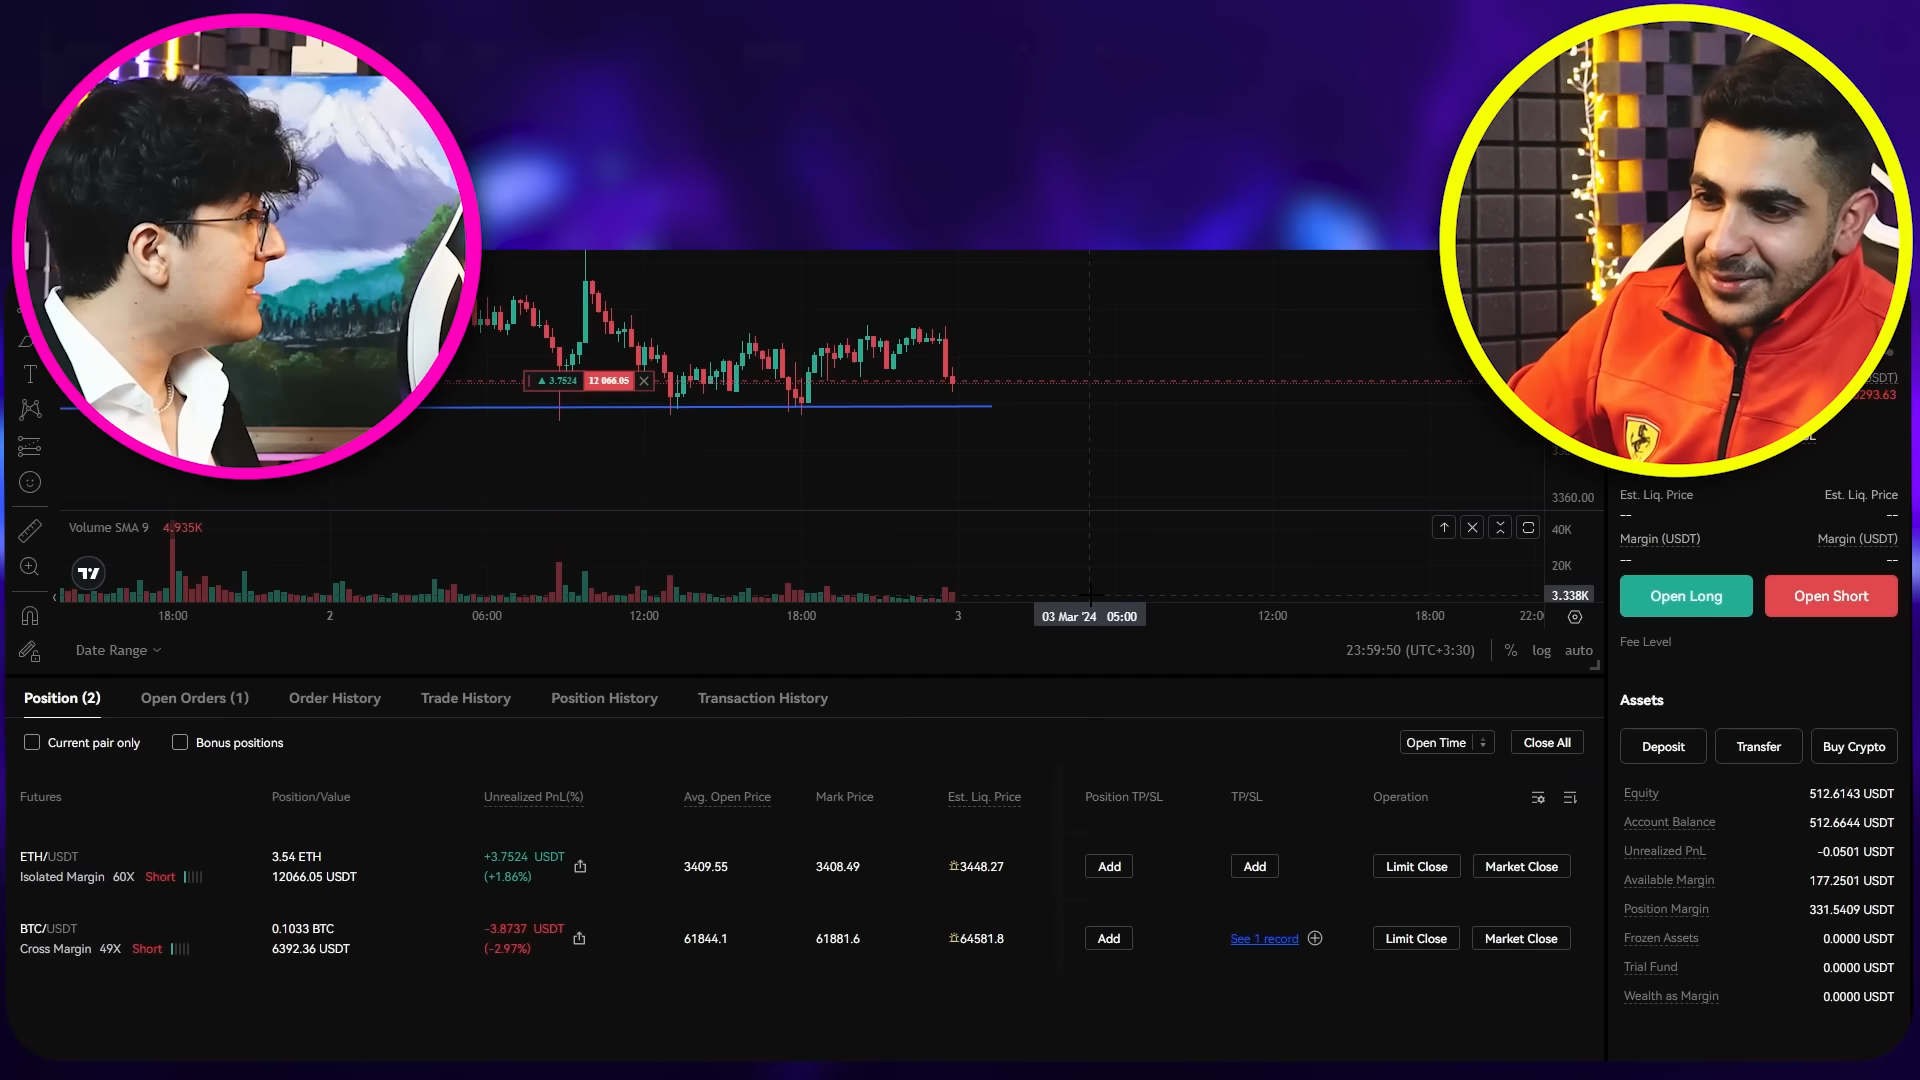 ▲ 3.7524 12 066.05
Volume SMA 9 4.935K
3360.00
40K
20K
3.338K
18:00 2 06:00 12:00 18:00 3 03 Mar '24 05:00 12:00 18:00
Date Range
23:59:50 (UTC+3:30) % log auto
293.63
Est. Liq. Price Est. Liq. Price
-- --
Margin (USDT) Margin (USDT)
-- --
Open Long Open Short
Fee Level
Position (2) Open Orders (1) Order History Trade History Position History Transaction History
Current pair only Bonus positions Open Time Close All
Futures Position/Value Unrealized PnL(%) Avg. Open Price Mark Price Est. Liq. Price Position TP/SL TP/SL Operation
ETH/USDT 3.54 ETH +3.7524 USDT 3409.55 3408.49 3448.27 Add Add Limit Close Market Close
Isolated Margin 60X Short 12066.05 USDT (+1.86%)
BTC/USDT 0.1033 BTC -3.8737 USDT 61844.1 61881.6 64581.8 Add See 1 record Limit Close Market Close
Cross Margin 49X Short 6392.36 USDT (-2.97%)
Assets
Deposit Transfer Buy Crypto
Equity 512.6143 USDT
Account Balance 512.6644 USDT
Unrealized PnL -0.0501 USDT
Available Margin 177.2501 USDT
Position Margin 331.5409 USDT
Frozen Assets 0.0000 USDT
Trial Fund 0.0000 USDT
Wealth as Margin 0.0000 USDT